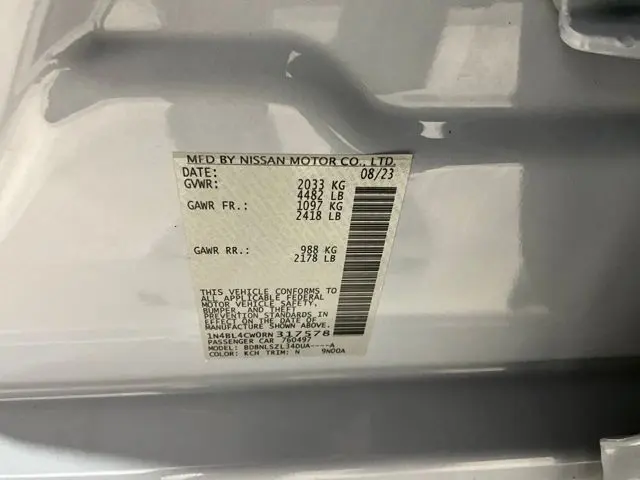 MFD BY NISSAN MOTOR CO., LTD.
DATE: 08/23
GVWR: 2033 KG
4482 LB
GAWR FR.: 1097 KG
2418 LB
GAWR RR.: 988 KG
2178 LB
THIS VEHICLE CONFORMS TO
ALL APPLICABLE FEDERAL
MOTOR VEHICLE SAFETY,
BUMPER, AND THEFT
PREVENTION STANDARDS IN
EFFECT ON THE DATE OF
MANUFACTURE SHOWN ABOVE.
1N4BL4CW0RN317578
PASSENGER CAR 760497
MODEL: BDBNLSZL34DUA----A
COLOR: KCH TRIM: N 9N00A